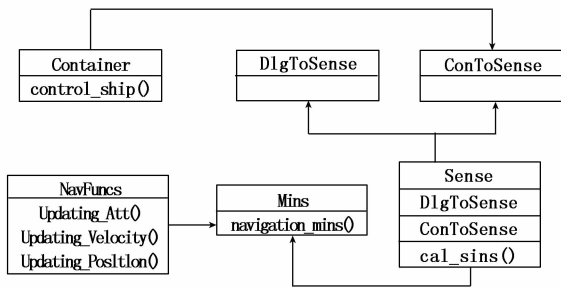 Container
control_ship()
DlgToSense
ConToSense
NavFuncs
Updating_Att()
Updating_Velocity()
Updating_Posltlon()
Mins
navigation_mins()
Sense
DlgToSense
ConToSense
cal_sins()